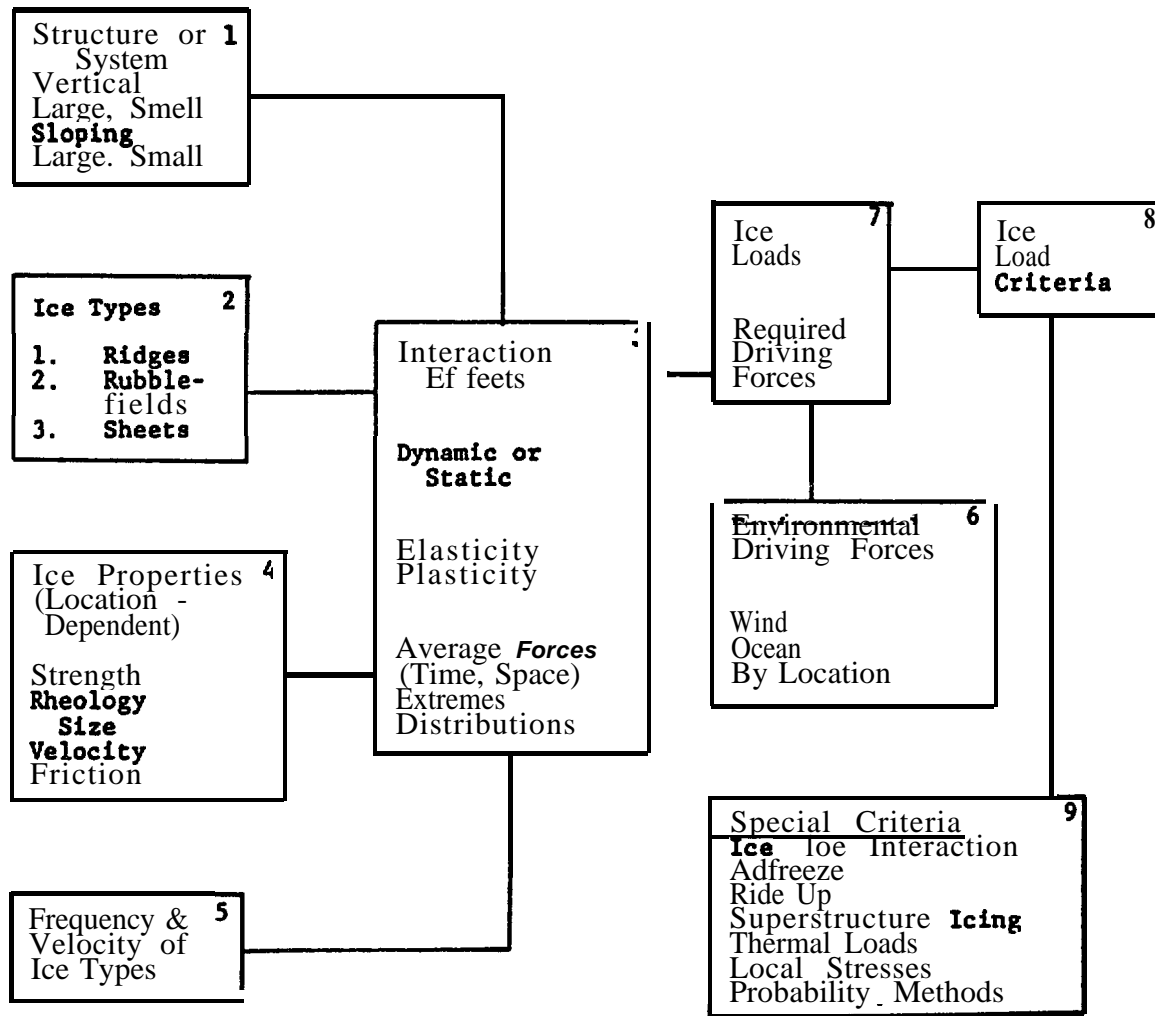 Structure or 1
System
Vertical
Large, Smell
Sloping
Large. Small
Ice Types 2
1. Ridges
2. Rubble-
fields
3. Sheets
Ice Properties 4
(Location -
Dependent)
Strength
Rheology
Size
Velocity
Friction
Frequency & 5
Velocity of
Ice Types
Interaction
Ef feets
Dynamic or
Static
Elasticity
Plasticity
Average Forces
(Time, Space)
Extremes
Distributions
7
Ice
Loads
Required
Driving
Forces
8
Ice
Load
Criteria
Environmental 6
Driving Forces
Wind
Ocean
By Location
9
Special Criteria
Ice Ioe Interaction
Adfreeze
Ride Up
Superstructure Icing
Thermal Loads
Local Stresses
Probability Methods